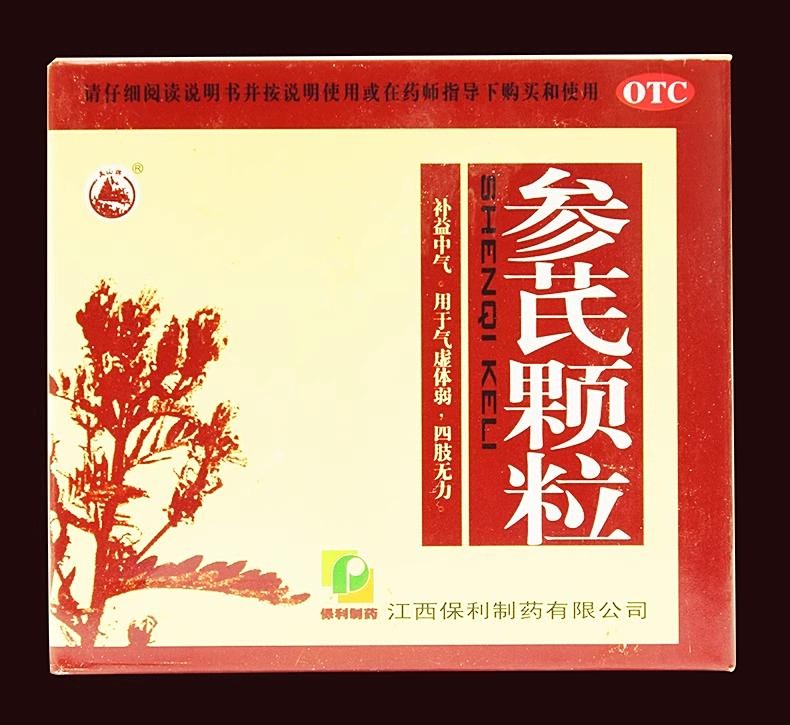 请仔细阅读说明书并按说明使用或在药师指导下购买和使用
OTC
®
参芪颗粒
SHENQI KELI
补益中气。用于气虚体弱，四肢无力。
保利制药
江西保利制药有限公司